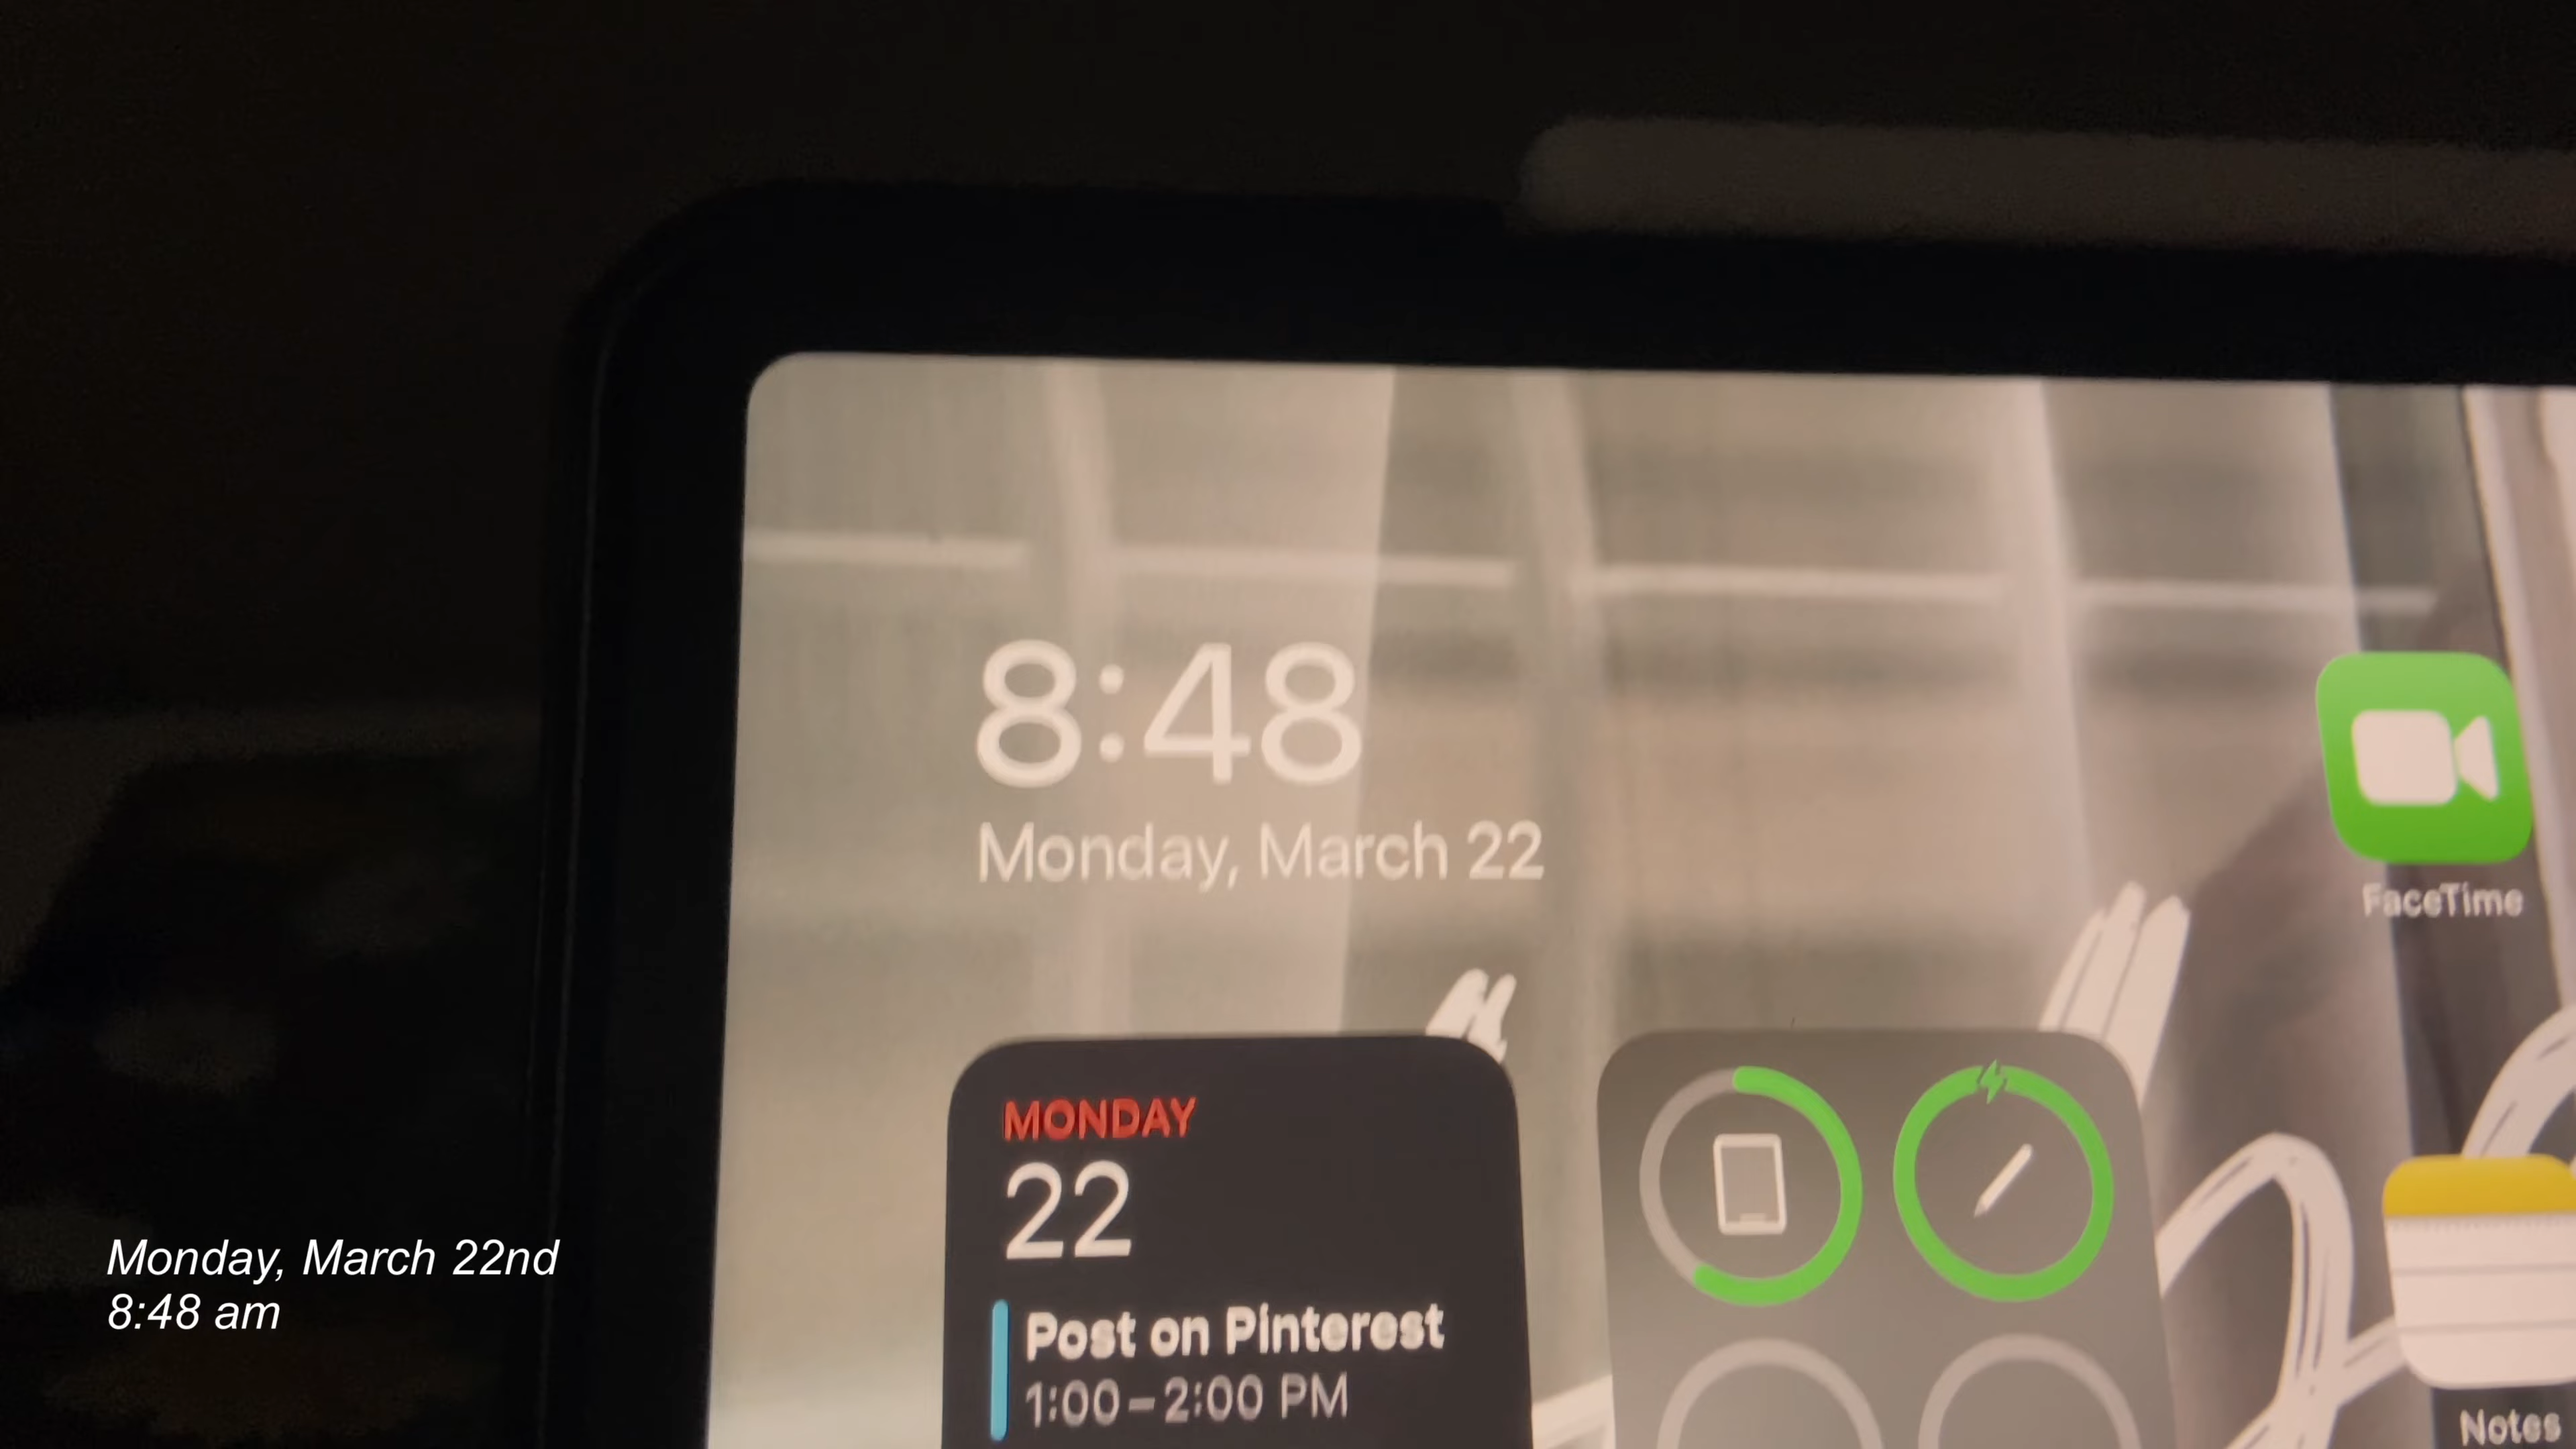 8:48
Monday, March 22
FaceTime
MONDAY
22
Post on Pinterest
1:00–2:00 PM
Notes
Monday, March 22nd
8:48 am